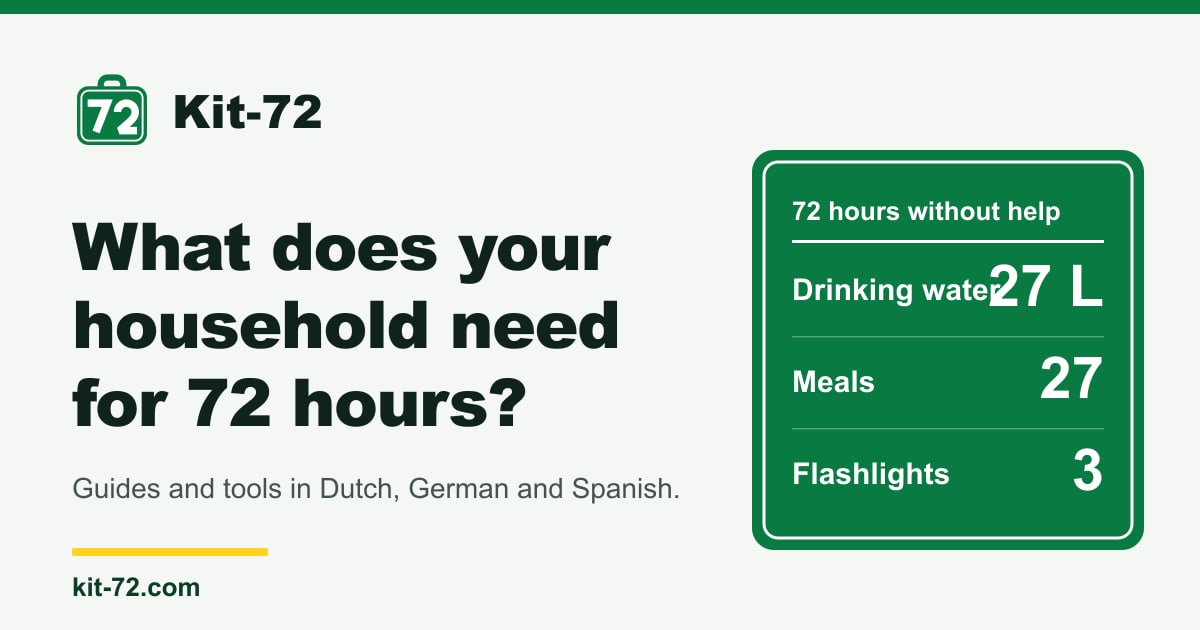 72
Kit-72
What does your
household need
for 72 hours?
Guides and tools in Dutch, German and Spanish.
kit-72.com
72 hours without help
Drinking water 27 L
Meals 27
Flashlights 3